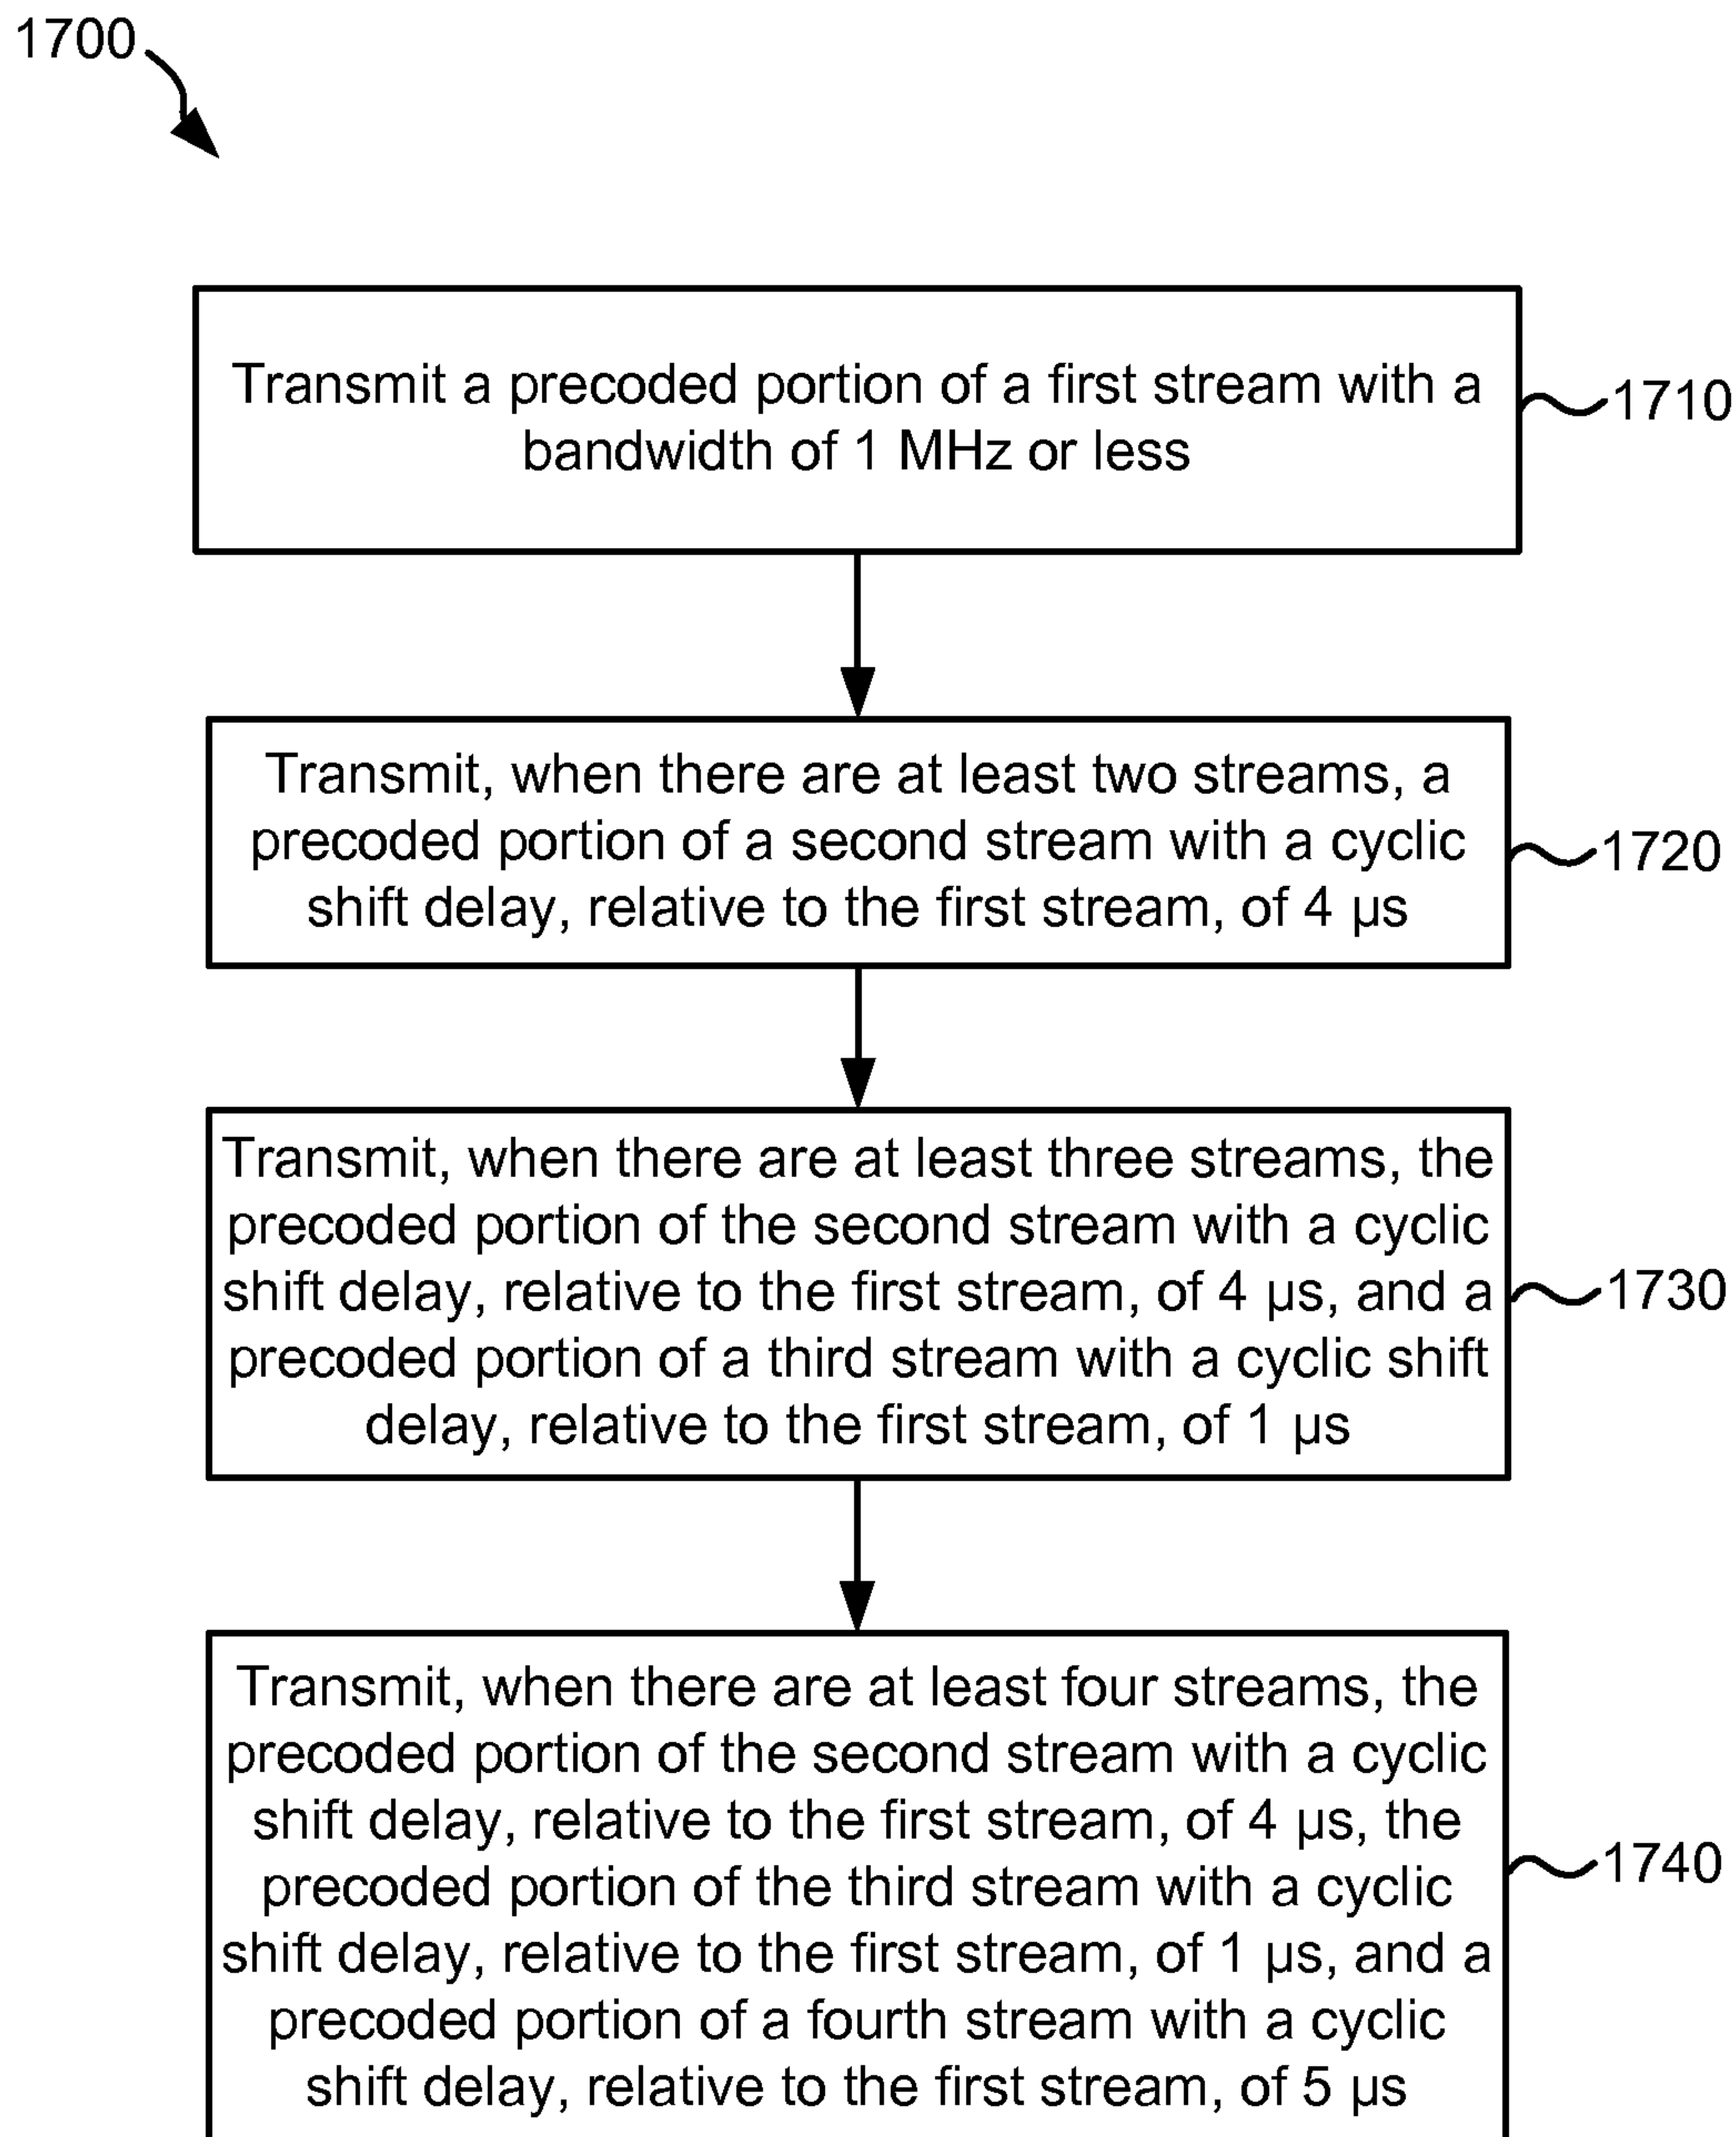 1700
Transmit a precoded portion of a first stream with a
bandwidth of 1 MHz or less
1710
Transmit, when there are at least two streams, a
precoded portion of a second stream with a cyclic
shift delay, relative to the first stream, of 4 µs
1720
Transmit, when there are at least three streams, the
precoded portion of the second stream with a cyclic
shift delay, relative to the first stream, of 4 µs, and a
precoded portion of a third stream with a cyclic shift
delay, relative to the first stream, of 1 µs
1730
Transmit, when there are at least four streams, the
precoded portion of the second stream with a cyclic
shift delay, relative to the first stream, of 4 µs, the
precoded portion of the third stream with a cyclic
shift delay, relative to the first stream, of 1 µs, and a
precoded portion of a fourth stream with a cyclic
shift delay, relative to the first stream, of 5 µs
1740